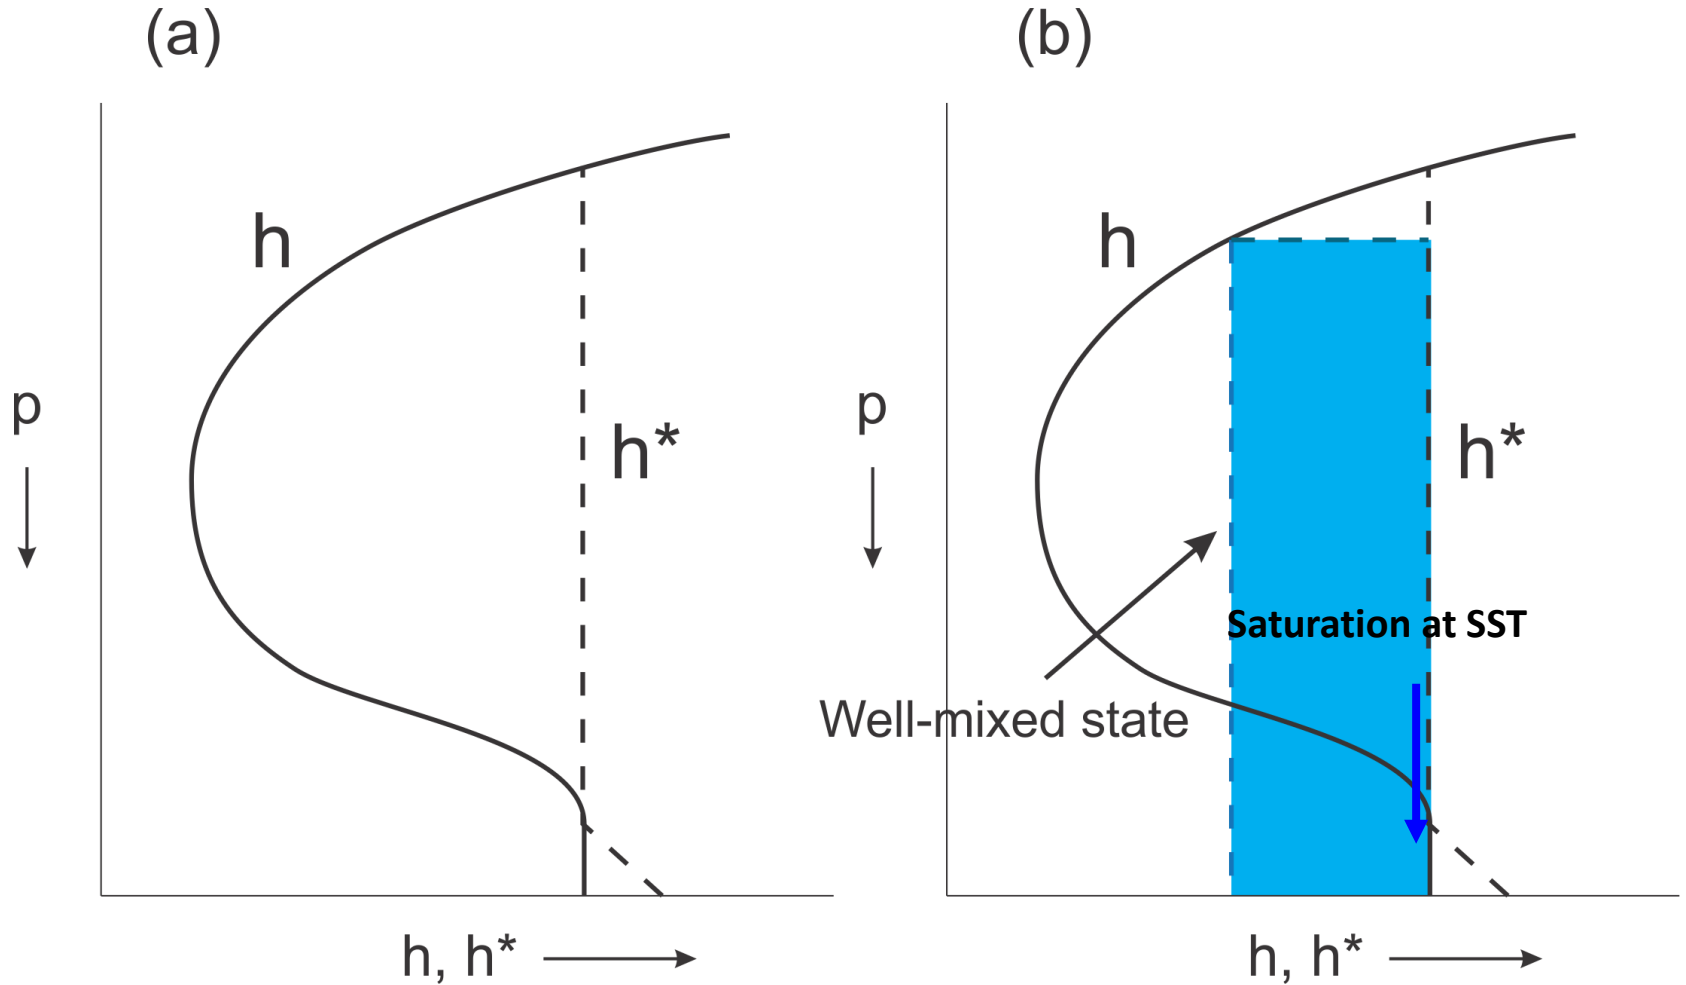 (a)
h
p
h*
h, h*
(b)
h
p
h*
Saturation at SST
Well-mixed state
h, h*